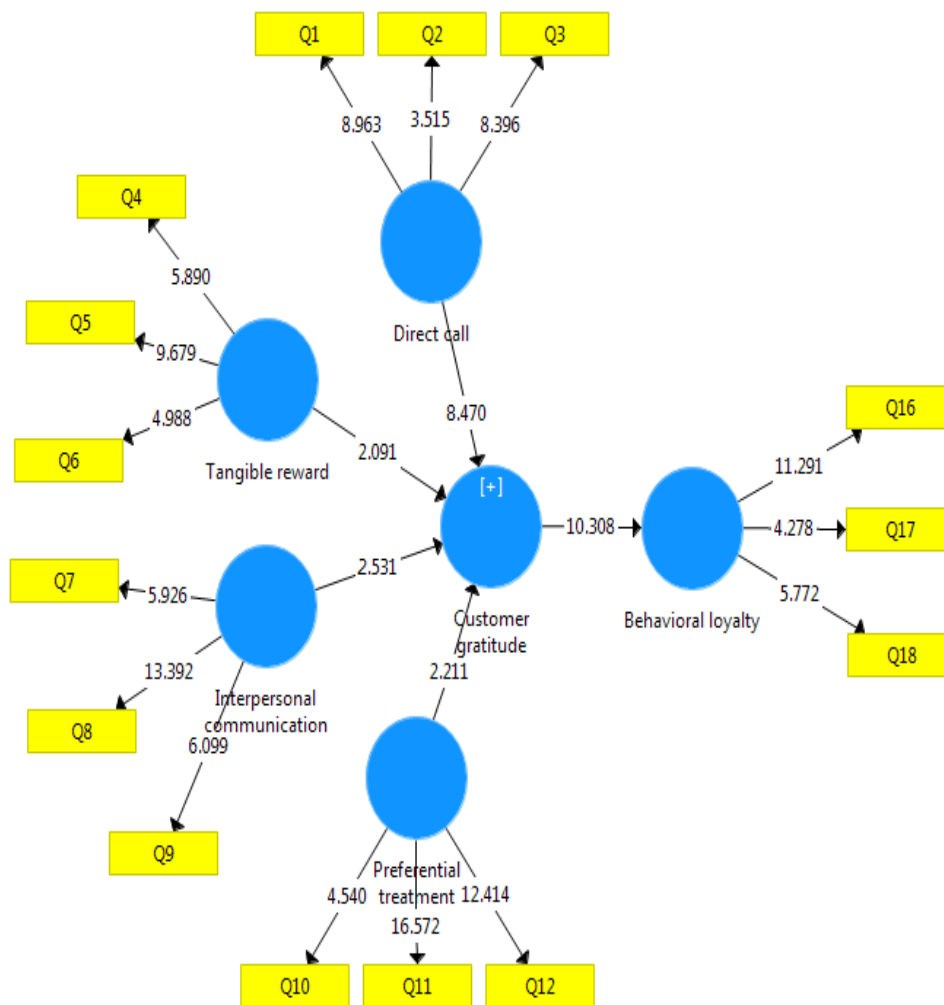 Q1
Q2
Q3
8.963
3.515
8.396
Q4
5.890
Q5
9.679
4.988
Q6
Direct call
Tangible reward
8.470
2.091
[+]
Q16
11.291
10.308
4.278
Q17
5.772
Q18
Q7
5.926
2.531
Customer
gratitude
Behavioral loyalty
13.392
Q8
Interpersonal
communication
6.099
2.211
Q9
Preferential
treatment
4.540
16.572
12.414
Q10
Q11
Q12